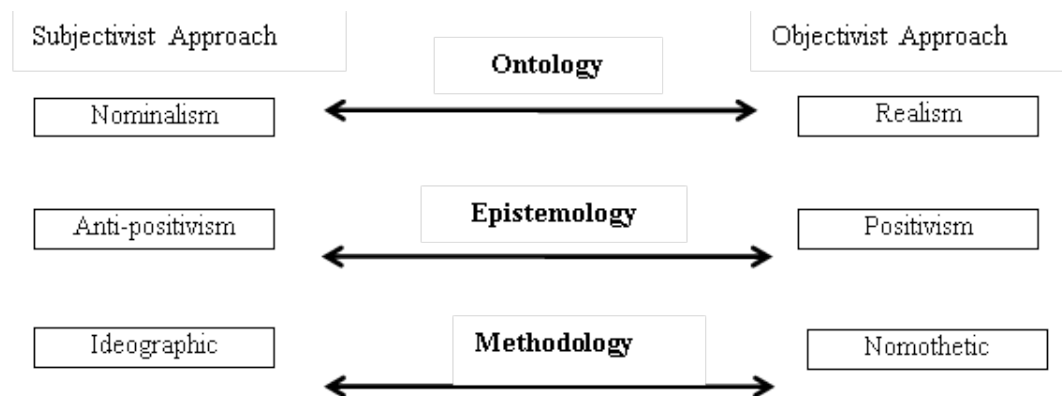 Subjectivist Approach
Objectivist Approach
Ontology
Nominalism
Realism
Epistemology
Anti-positivism
Positivism
Methodology
Ideographic
Nomothetic